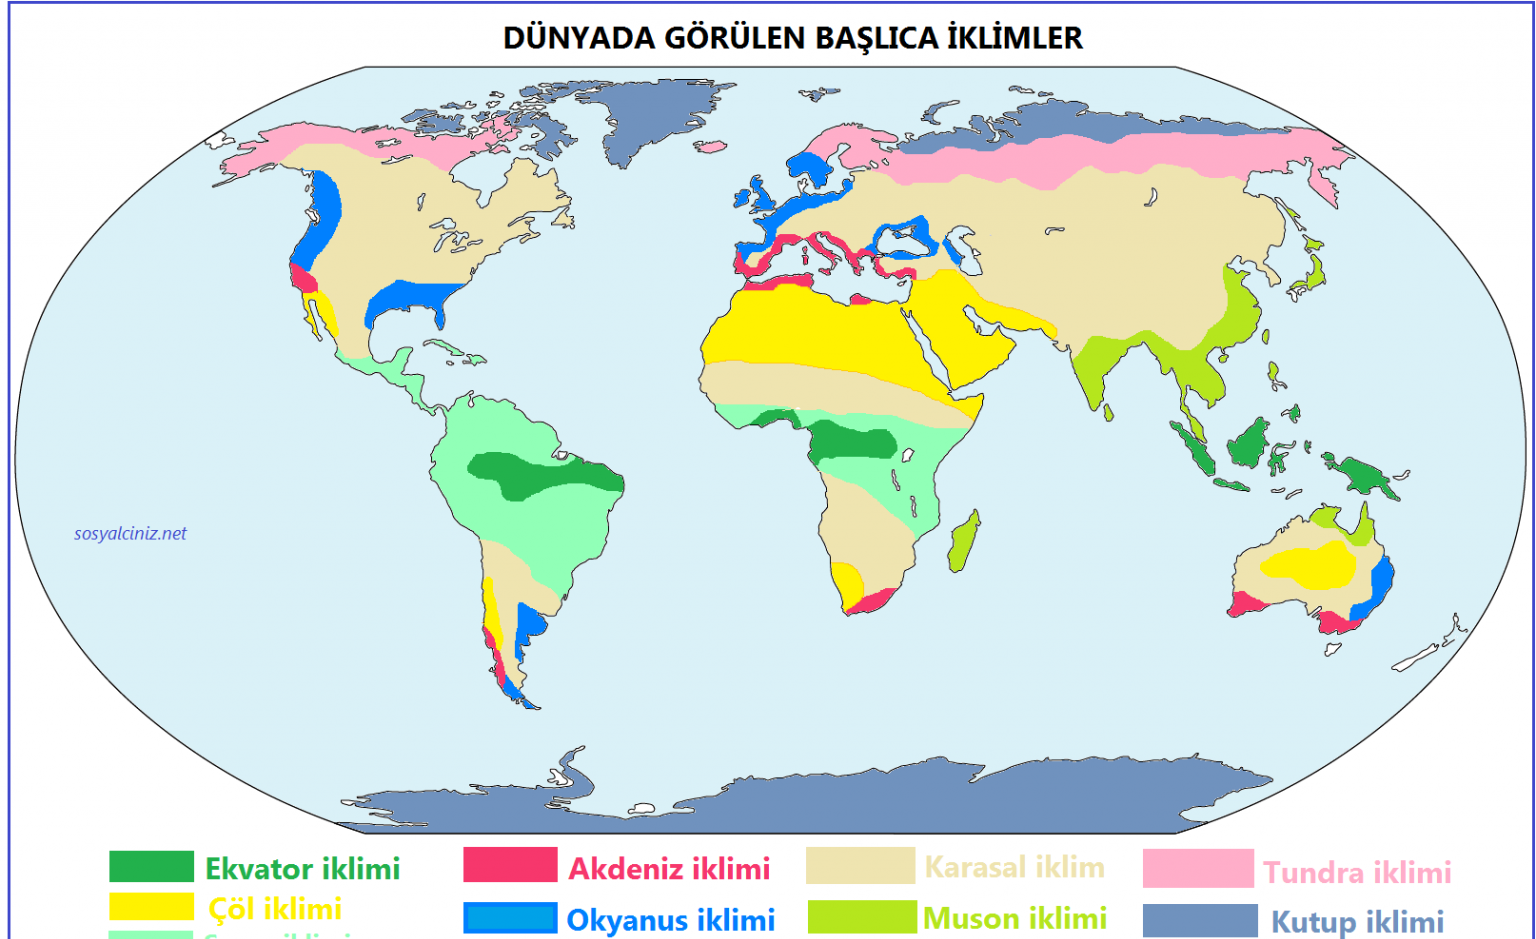 DÜNYADA GÖRÜLEN BAŞLICA İKLİMLER
sosyalciniz.net
Ekvator iklimi
Akdeniz iklimi
Karasal iklim
Tundra iklimi
Çöl iklimi
Okyanus iklimi
Muson iklimi
Kutup iklimi